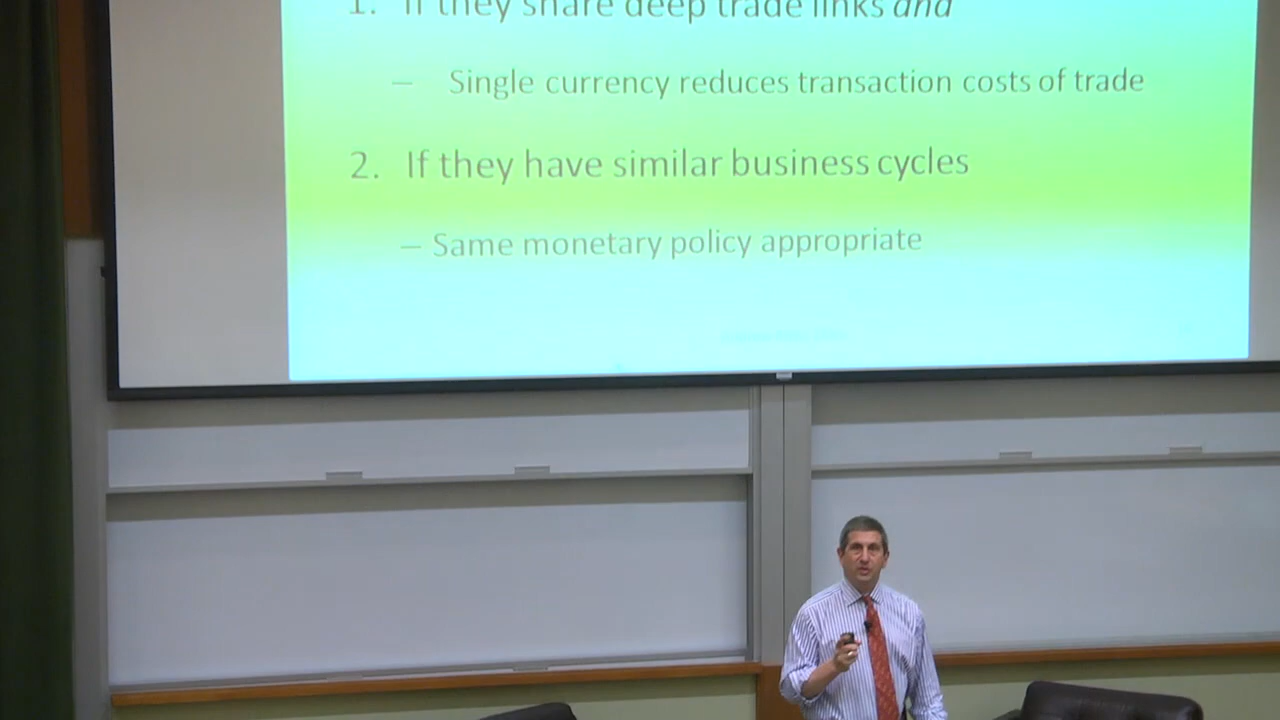 1. If they share deep trade links and
– Single currency reduces transaction costs of trade
2. If they have similar business cycles
– Same monetary policy appropriate